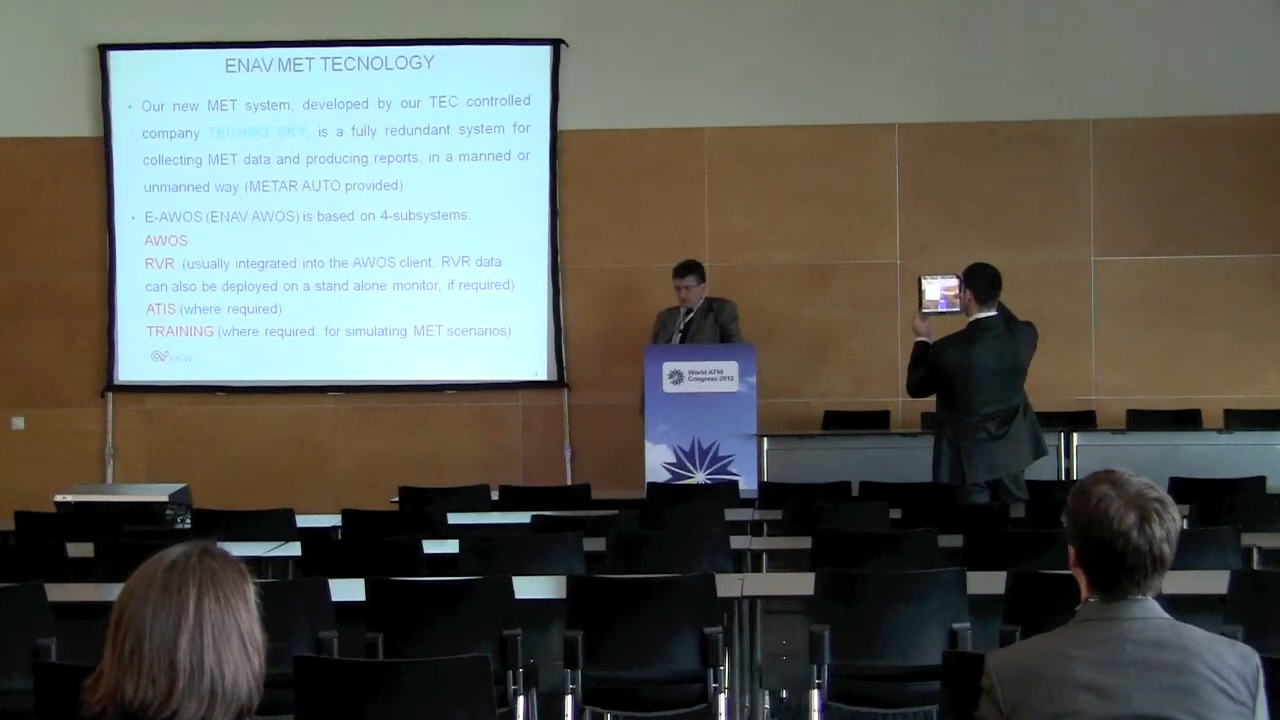 ENAV MET TECNOLOGY
• Our new MET system, developed by our TEC controlled
company TECHNO SKY, is a fully redundant system for
collecting MET data and producing reports, in a manned or
unmanned way (METAR AUTO provided)
• E-AWOS (ENAV AWOS) is based on 4-subsystems:
AWOS
RVR (usually integrated into the AWOS client, RVR data
can also be deployed on a stand alone monitor, if required)
ATIS (where required)
TRAINING (where required, for simulating MET scenarios)
ENAV
World ATM
Congress 2013